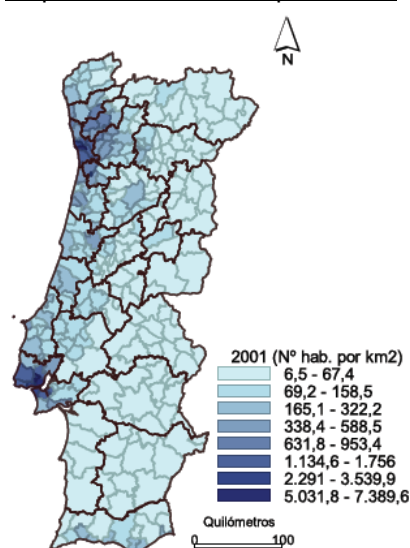 N
2001 (Nº hab. por km2)
6,5 - 67,4
69,2 - 158,5
165,1 - 322,2
338,4 - 588,5
631,8 - 953,4
1.134,6 - 1.756
2.291 - 3.539,9
5.031,8 - 7.389,6
Quilómetros
0 100